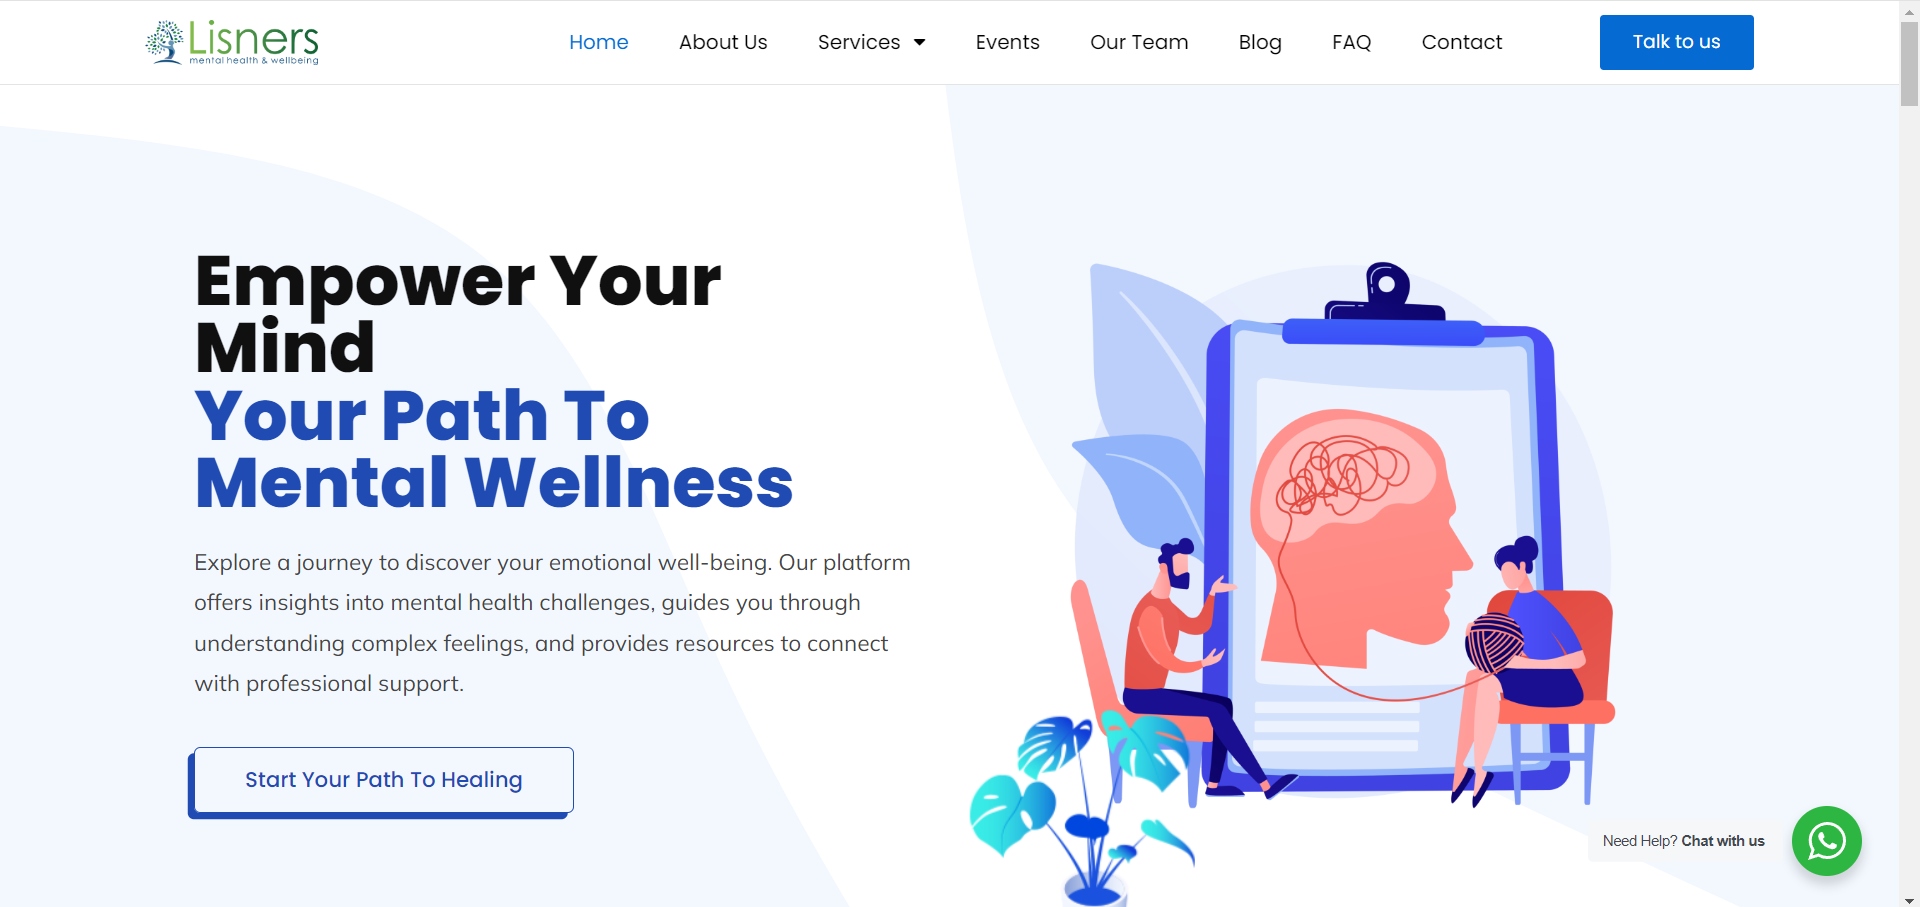 Lisners
mental health & wellbeing
Home
About Us
Services
Events
Our Team
Blog
FAQ
Contact
Talk to us
Empower Your
Mind
Your Path To
Mental Wellness
Explore a journey to discover your emotional well-being. Our platform
offers insights into mental health challenges, guides you through
understanding complex feelings, and provides resources to connect
with professional support.
Start Your Path To Healing
Need Help? Chat with us